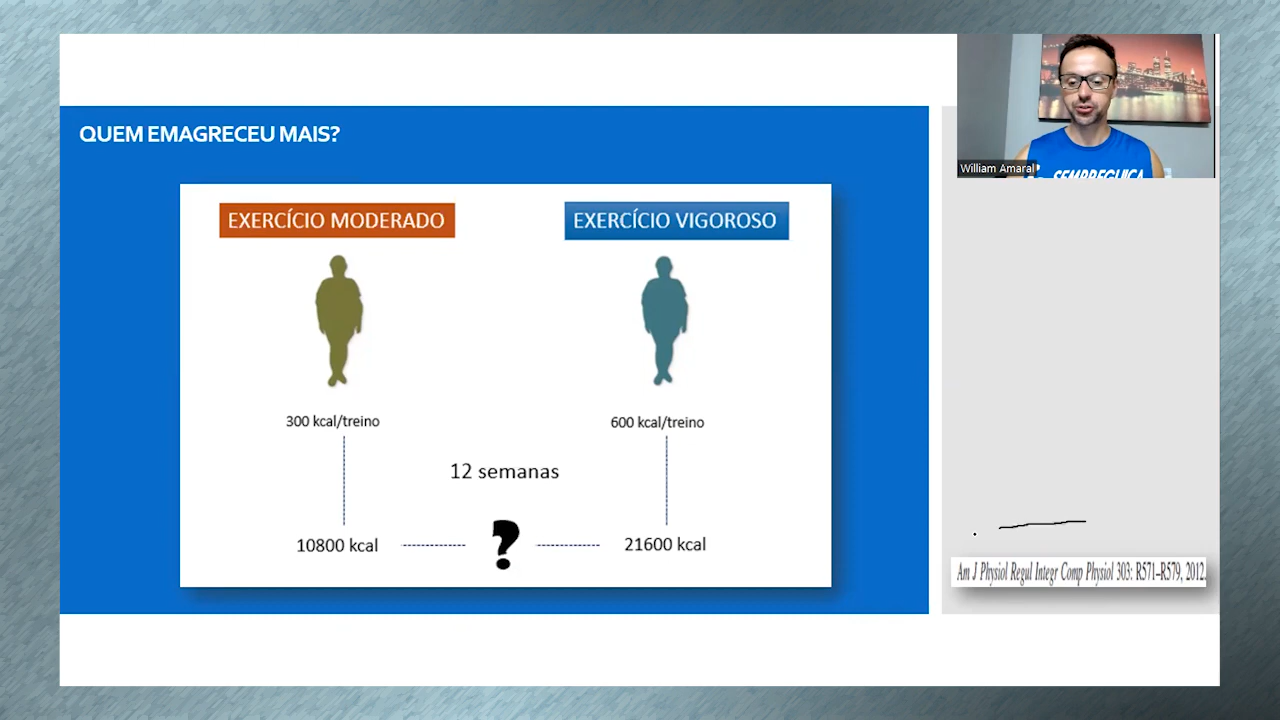 QUEM EMAGRECEU MAIS?
EXERCÍCIO MODERADO
EXERCÍCIO VIGOROSO
300 kcal/treino
600 kcal/treino
12 semanas
10800 kcal
?
21600 kcal
William Amaral
SEMPREGUIÇA
Am J Physiol Regul Integr Comp Physiol 303: R571–R579, 2012.